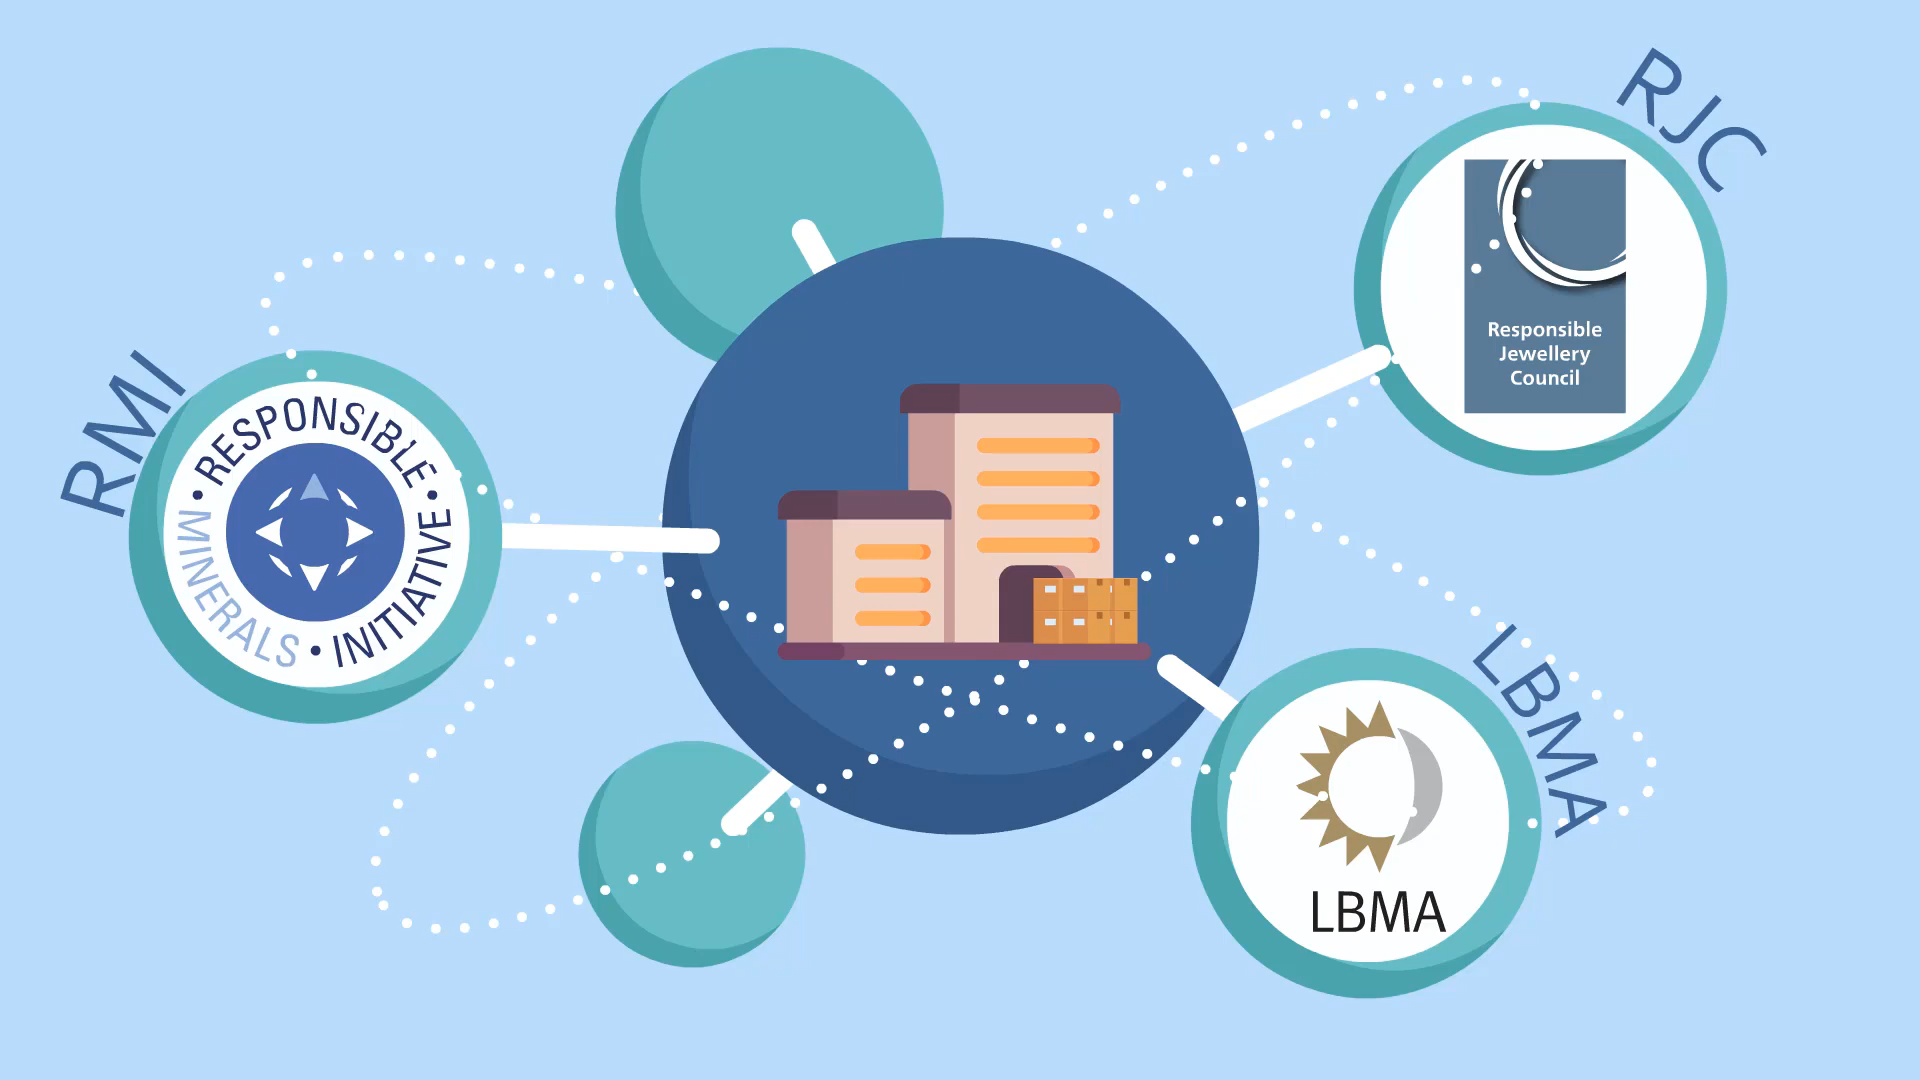 RMI
RESPONSIBLE
MINERALS
INITIATIVE
RJC
Responsible
Jewellery
Council
LBMA
LBMA